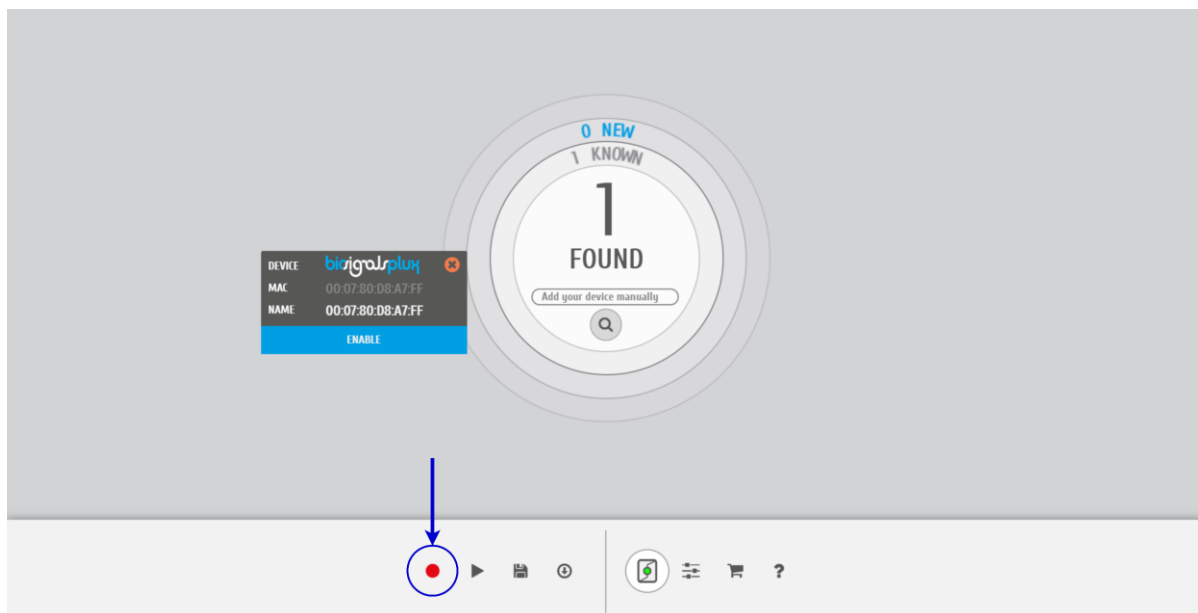 0 NEW
1 KNOWN
1
FOUND
Add your device manually
DEVICE biosignalsplux
MAC 00:07:80:D8:A7:FF
NAME 00:07:80:D8:A7:FF
ENABLE
?